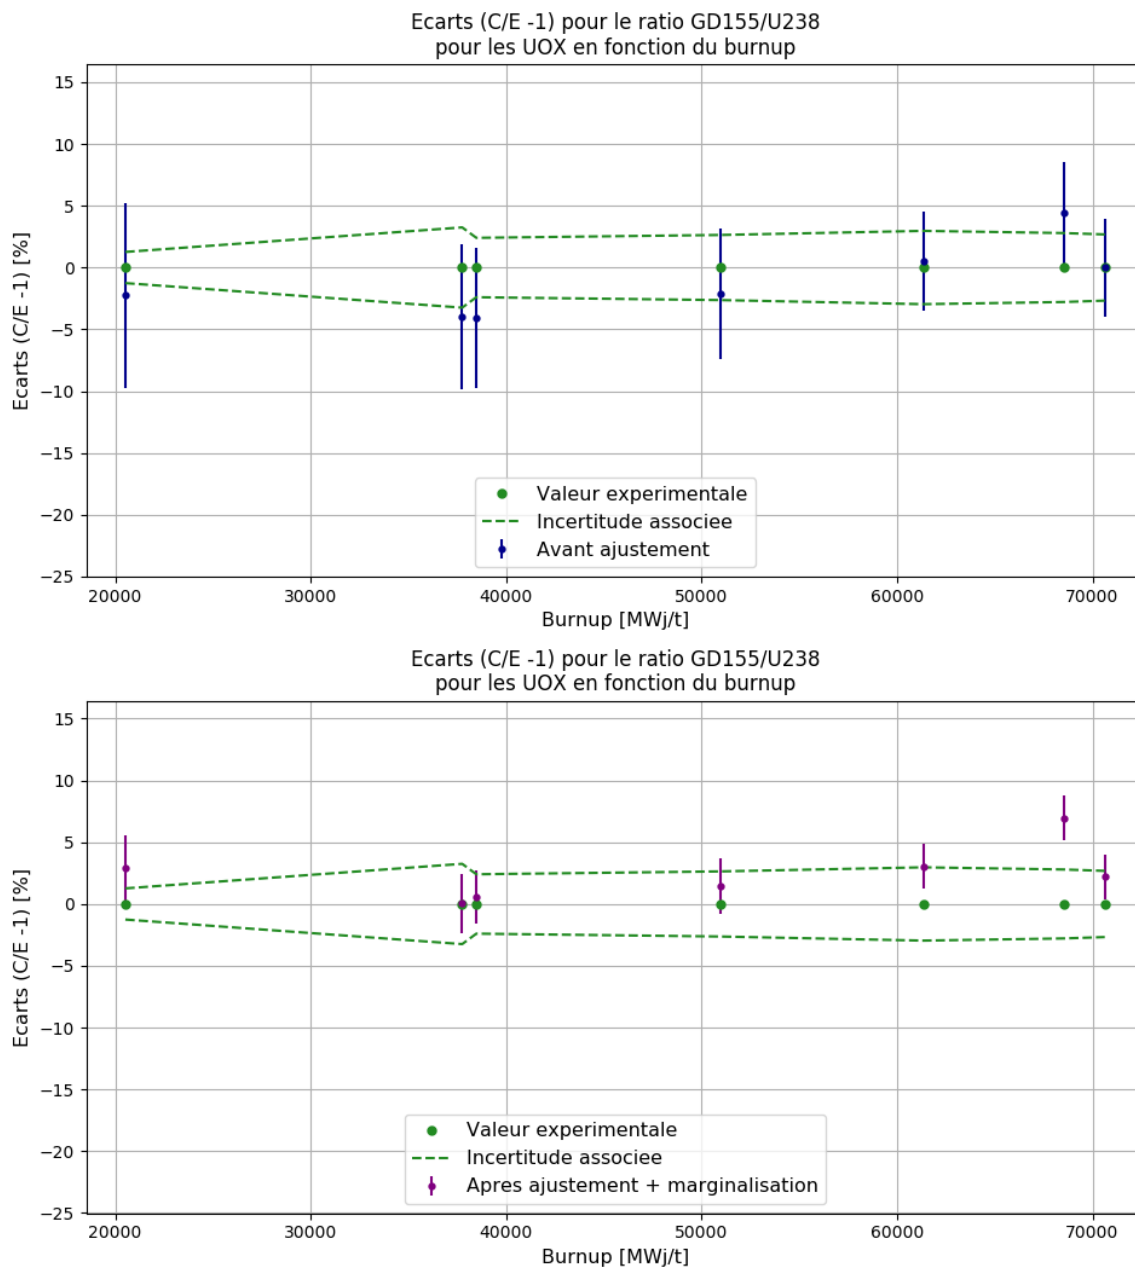 Ecarts (C/E -1) pour le ratio GD155/U238
pour les UOX en fonction du burnup
Ecarts (C/E -1) [%]
15
10
5
0
−5
−10
−15
−20
−25
Valeur experimentale
Incertitude associee
Avant ajustement
20000 30000 40000 50000 60000 70000
Burnup [MWj/t]
Ecarts (C/E -1) pour le ratio GD155/U238
pour les UOX en fonction du burnup
Ecarts (C/E -1) [%]
15
10
5
0
−5
−10
−15
−20
−25
Valeur experimentale
Incertitude associee
Apres ajustement + marginalisation
20000 30000 40000 50000 60000 70000
Burnup [MWj/t]